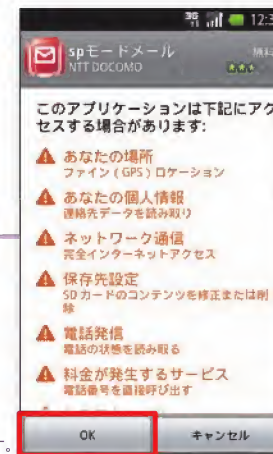 3G 12:3
spモードメール
NTT DOCOMO
無料
このアプリケーションは下記にアク
セスする場合があります:
あなたの場所
ファイン (GPS) ロケーション
あなたの個人情報
連絡先データを読み取り
ネットワーク通信
完全インターネットアクセス
保存先設定
SDカードのコンテンツを修正または削
除
電話発信
電話の状態を読み取る
料金が発生するサービス
電話番号を直接呼び出す
OK キャンセル
。